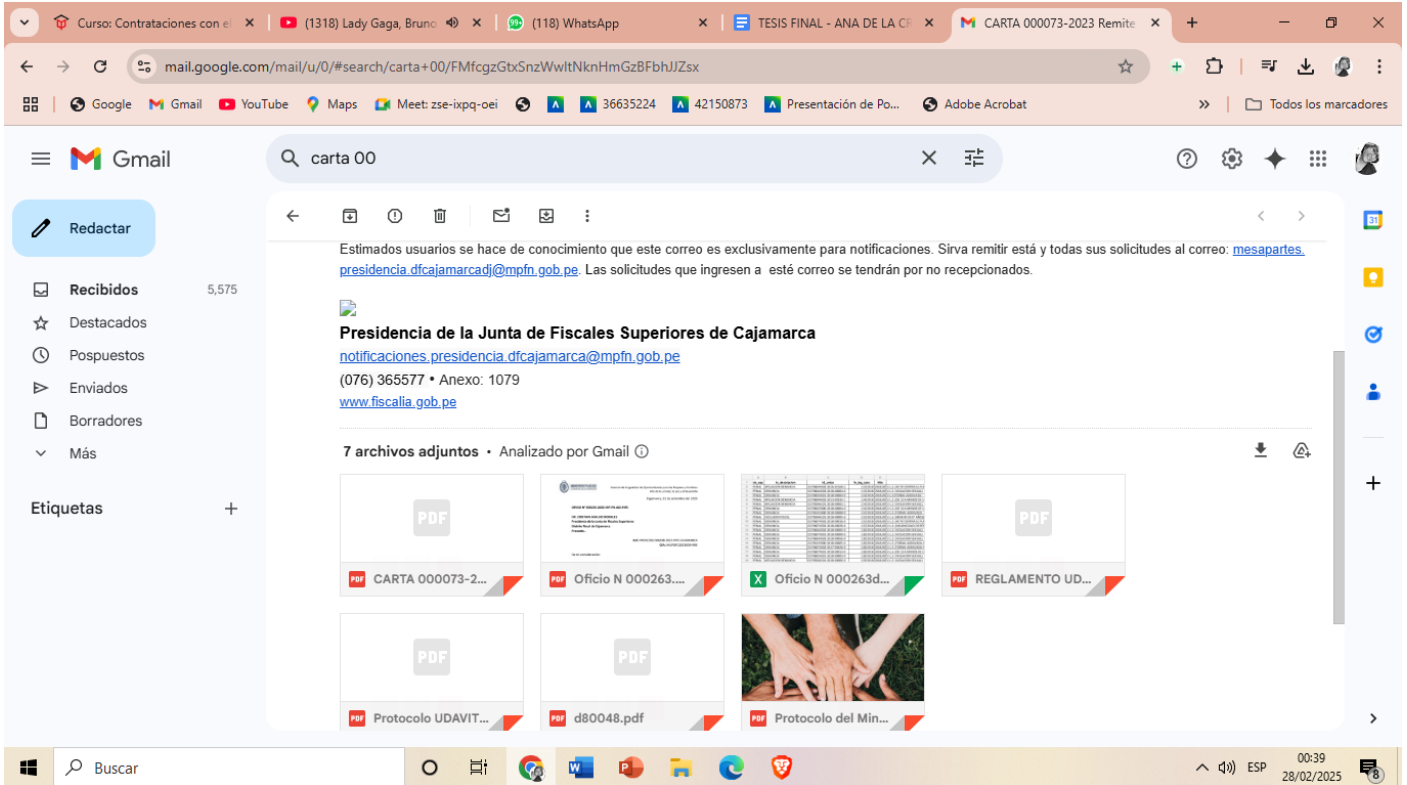 Curso: Contrataciones con el
(1318) Lady Gaga, Bruno
(118) WhatsApp
TESIS FINAL - ANA DE LA CR
CARTA 000073-2023 Remite
mail.google.com/mail/u/0/#search/carta+00/FMfcgzGtxSnzWwltNknHmGzBFbhJJZsx
Google
Gmail
YouTube
Maps
Meet: zse-ixpq-oei
36635224
42150873
Presentación de Po...
Adobe Acrobat
»
Todos los marcadores
Gmail
carta 00
Redactar
Recibidos 5,575
Destacados
Pospuestos
Enviados
Borradores
Más
Etiquetas
Estimados usuarios se hace de conocimiento que este correo es exclusivamente para notificaciones. Sirva remitir está y todas sus solicitudes al correo: mesapartes.
presidencia.dfcajamarcadj@mpfn.gob.pe. Las solicitudes que ingresen a esté correo se tendrán por no recepcionados.
Presidencia de la Junta de Fiscales Superiores de Cajamarca
notificaciones.presidencia.dfcajamarca@mpfn.gob.pe
(076) 365577 • Anexo: 1079
www.fiscalia.gob.pe
7 archivos adjuntos • Analizado por Gmail
PDF
PDF
PDF CARTA 000073-2...
PDF Oficio N 000263....
X Oficio N 000263d...
PDF REGLAMENTO UD...
PDF
PDF
PDF Protocolo UDAVIT...
PDF d80048.pdf
PDF Protocolo del Min...
31
Buscar
ESP
00:39
28/02/2025
8